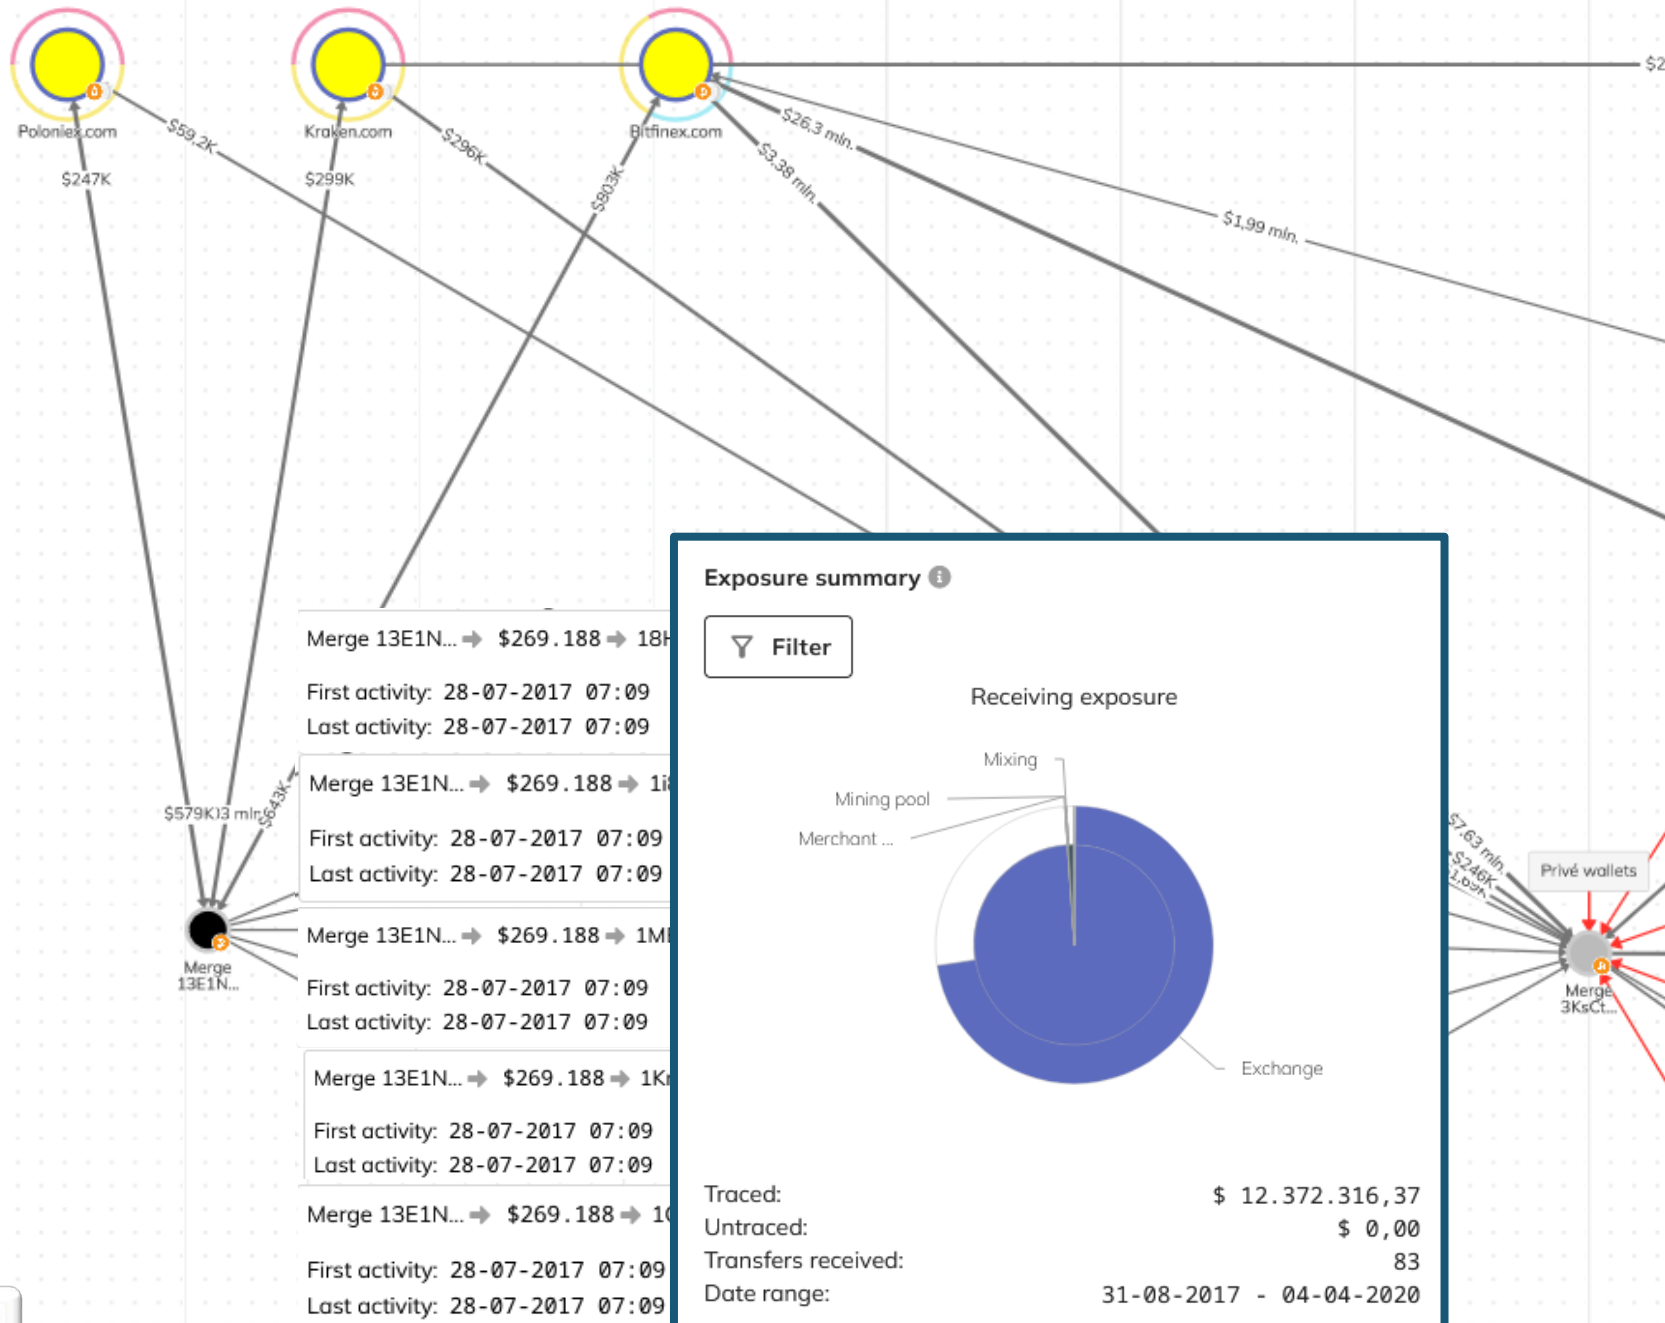 $2
Poloniex.com
Kraken.com
Bitfinex.com
$59,2K
$296K
$26,3 mln.
$3,38 mln.
$247K
$299K
$803K
$1,99 mln.
Exposure summary
Filter
Receiving exposure
Mixing
Mining pool
Merchant ...
Exchange
Traced: $ 12.372.316,37
Untraced: $ 0,00
Transfers received: 83
Date range: 31-08-2017 - 04-04-2020
Merge 13E1N... $269.188 18
First activity: 28-07-2017 07:09
Last activity: 28-07-2017 07:09
Merge 13E1N... $269.188 1i
First activity: 28-07-2017 07:09
Last activity: 28-07-2017 07:09
Merge 13E1N... $269.188 1M
First activity: 28-07-2017 07:09
Last activity: 28-07-2017 07:09
Merge 13E1N... $269.188 1K
First activity: 28-07-2017 07:09
Last activity: 28-07-2017 07:09
Merge 13E1N... $269.188 1
First activity: 28-07-2017 07:09
Last activity: 28-07-2017 07:09
$579K
3 mln.
$643K
Merge
13E1N...
$7,63 mln.
$246K
Privé wallets
Merge
3KsCt...